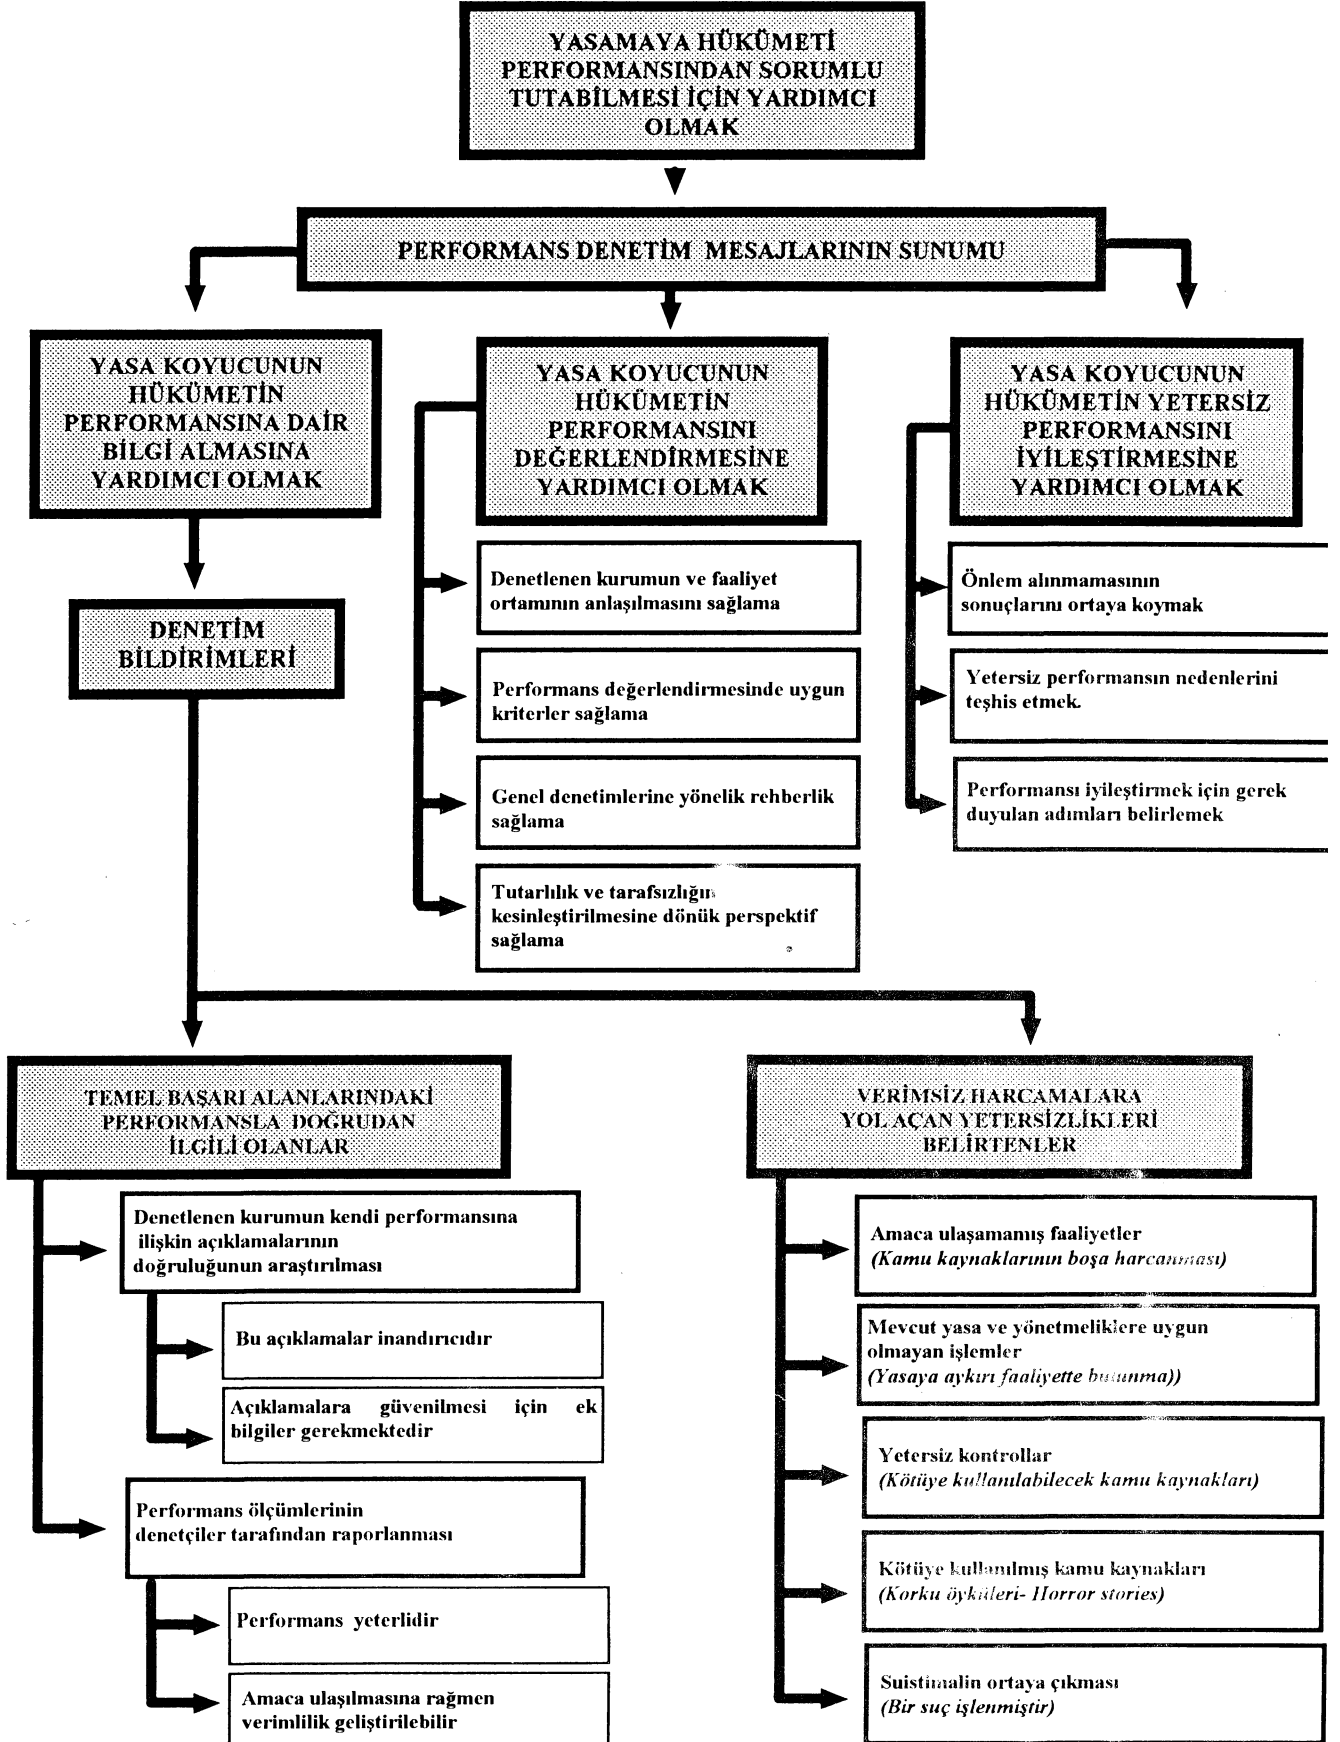 YASAMAYA HÜKÜMETİ
PERFORMANSINDAN SORUMLU
TUTABİLMESİ İÇİN YARDIMCI
OLMAK
PERFORMANS DENETİM MESAJLARININ SUNUMU
YASA KOYUCUNUN
HÜKÜMETİN
PERFORMANSINA DAİR
BİLGİ ALMASINA
YARDIMCI OLMAK
YASA KOYUCUNUN
HÜKÜMETİN
PERFORMANSINI
DEĞERLENDİRMESİNE
YARDIMCI OLMAK
YASA KOYUCUNUN
HÜKÜMETİN YETERSİZ
PERFORMANSINI
İYİLEŞTİRMESİNE
YARDIMCI OLMAK
DENETİM
BİLDİRİMLERİ
Denetlenen kurumun ve faaliyet
ortamının anlaşılmasını sağlama
Performans değerlendirmesinde uygun
kriterler sağlama
Genel denetimlerine yönelik rehberlik
sağlama
Tutarlılık ve tarafsızlığın
kesinleştirilmesine dönük perspektif
sağlama
Önlem alınmamasının
sonuçlarını ortaya koymak
Yetersiz performansın nedenlerini
teşhis etmek.
Performansı iyileştirmek için gerek
duyulan adımları belirlemek
TEMEL BAŞARI ALANLARINDAKİ
PERFORMANSLA DOĞRUDAN
İLGİLİ OLANLAR
Denetlenen kurumun kendi performansına
ilişkin açıklamalarının
doğruluğunun araştırılması
Bu açıklamalar inandırıcıdır
Açıklamalara güvenilmesi için ek
bilgiler gerekmektedir
Performans ölçümlerinin
denetçiler tarafından raporlanması
Performans yeterlidir
Amaca ulaşılmasına rağmen
verimlilik geliştirilebilir
VERİMSİZ HARCAMALARA
YOL AÇAN YETERSİZLİKLERİ
BELİRTENLER
Amaca ulaşamamış faaliyetler
(Kamu kaynaklarının boşa harcanması)
Mevcut yasa ve yönetmeliklere uygun
olmayan işlemler
(Yasaya aykırı faaliyette bulunma))
Yetersiz kontrollar
(Kötüye kullanılabilecek kamu kaynakları)
Kötüye kullanılmış kamu kaynakları
(Korku öyküleri- Horror stories)
Suistimalin ortaya çıkması
(Bir suç işlenmiştir)